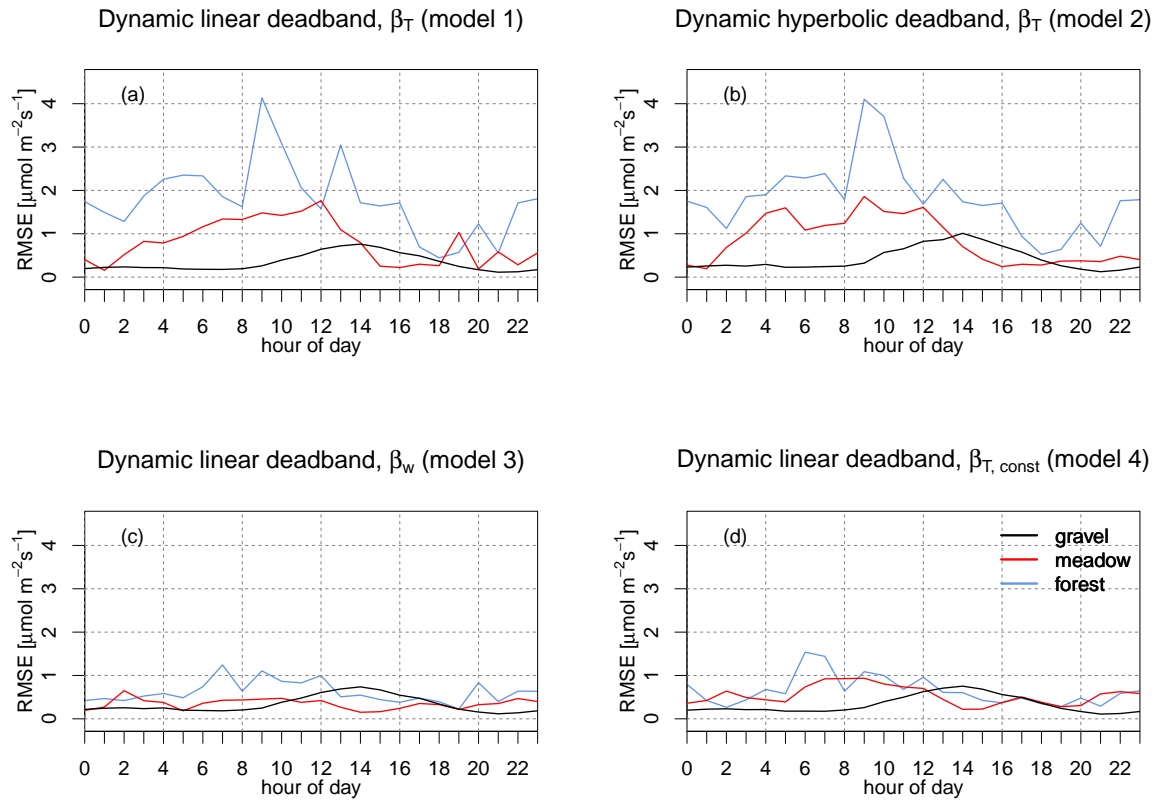 Dynamic linear deadband, βT (model 1)
(a)
RMSE [μmol m−2s−1]
4
3
2
1
0
0 2 4 6 8 10 12 14 16 18 20 22
hour of day
Dynamic hyperbolic deadband, βT (model 2)
(b)
RMSE [μmol m−2s−1]
4
3
2
1
0
0 2 4 6 8 10 12 14 16 18 20 22
hour of day
Dynamic linear deadband, βw (model 3)
(c)
RMSE [μmol m−2s−1]
4
3
2
1
0
0 2 4 6 8 10 12 14 16 18 20 22
hour of day
Dynamic linear deadband, βT, const (model 4)
(d)
gravel
meadow
forest
RMSE [μmol m−2s−1]
4
3
2
1
0
0 2 4 6 8 10 12 14 16 18 20 22
hour of day